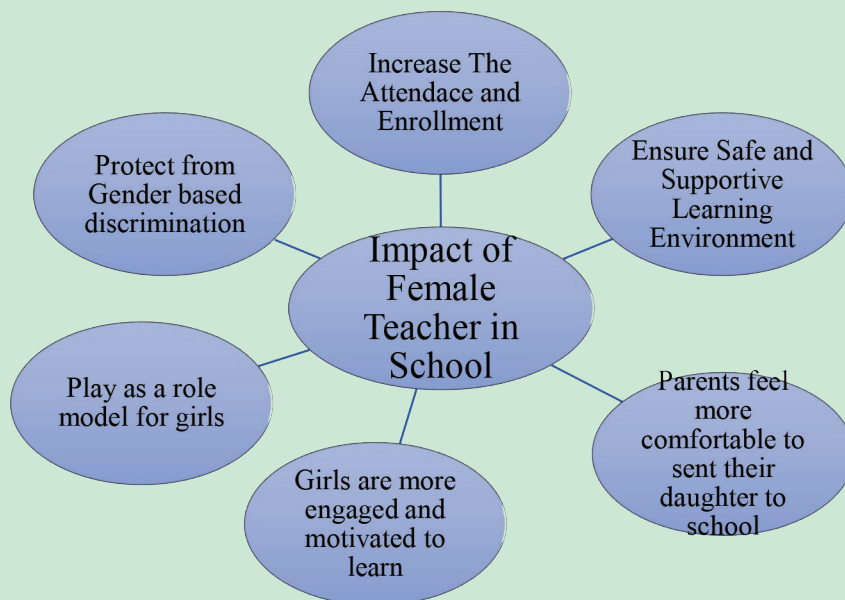 Increase The
Attendace and
Enrollment
Protect from
Gender based
discrimination
Ensure Safe and
Supportive
Learning
Environment
Impact of
Female
Teacher in
School
Play as a role
model for girls
Parents feel
more
comfortable to
sent their
daughter to
school
Girls are more
engaged and
motivated to
learn